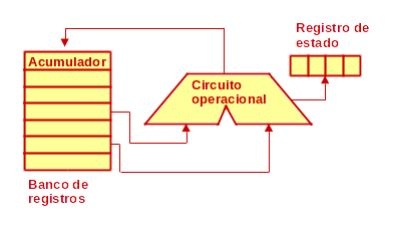 Registro de
estado
Acumulador
Circuito
operacional
Banco de
registros